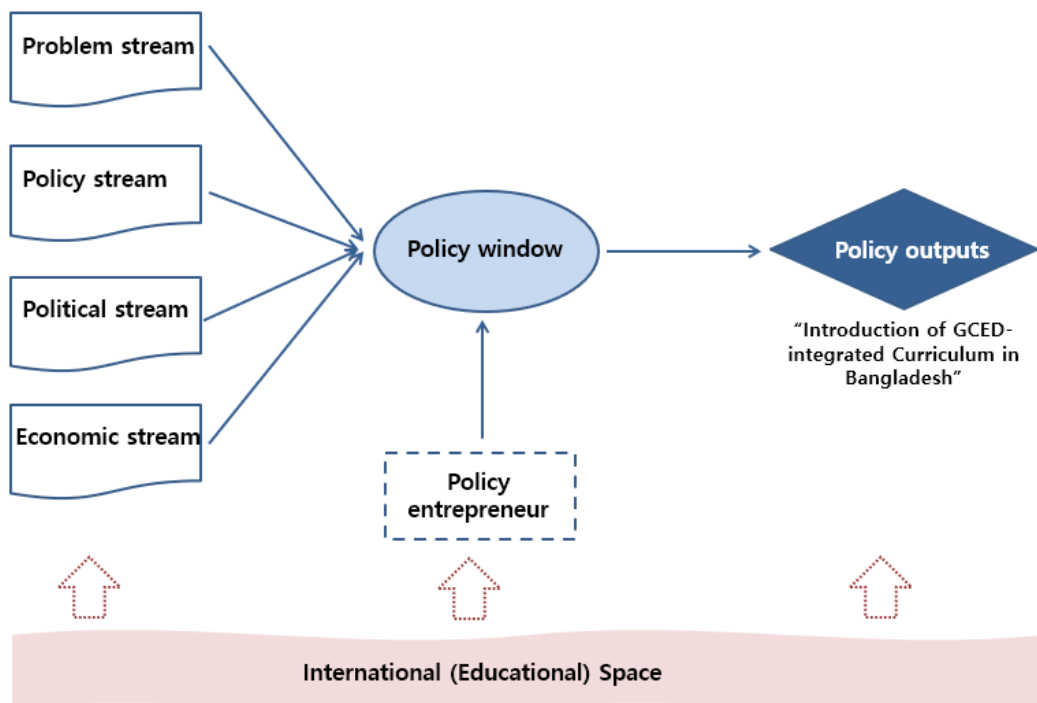 Problem stream
Policy stream
Political stream
Economic stream
Policy window
Policy
entrepreneur
Policy outputs
“Introduction of GCED-
integrated Curriculum in
Bangladesh”
International (Educational) Space